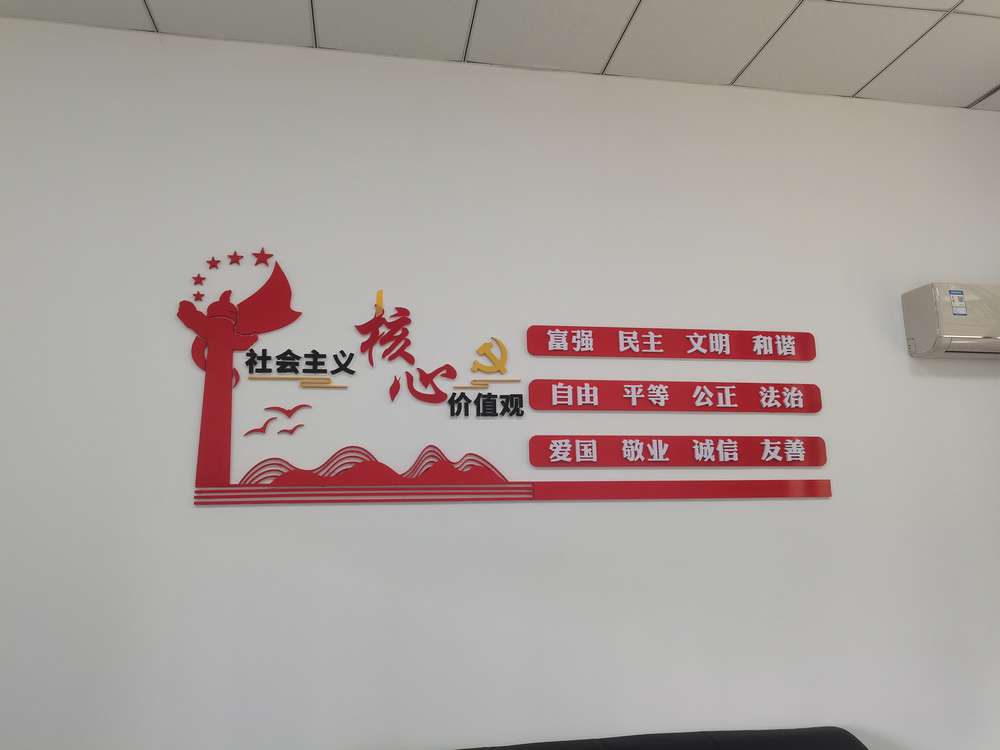 社会主义
核心
价值观
富强 民主 文明 和谐
自由 平等 公正 法治
爱国 敬业 诚信 友善